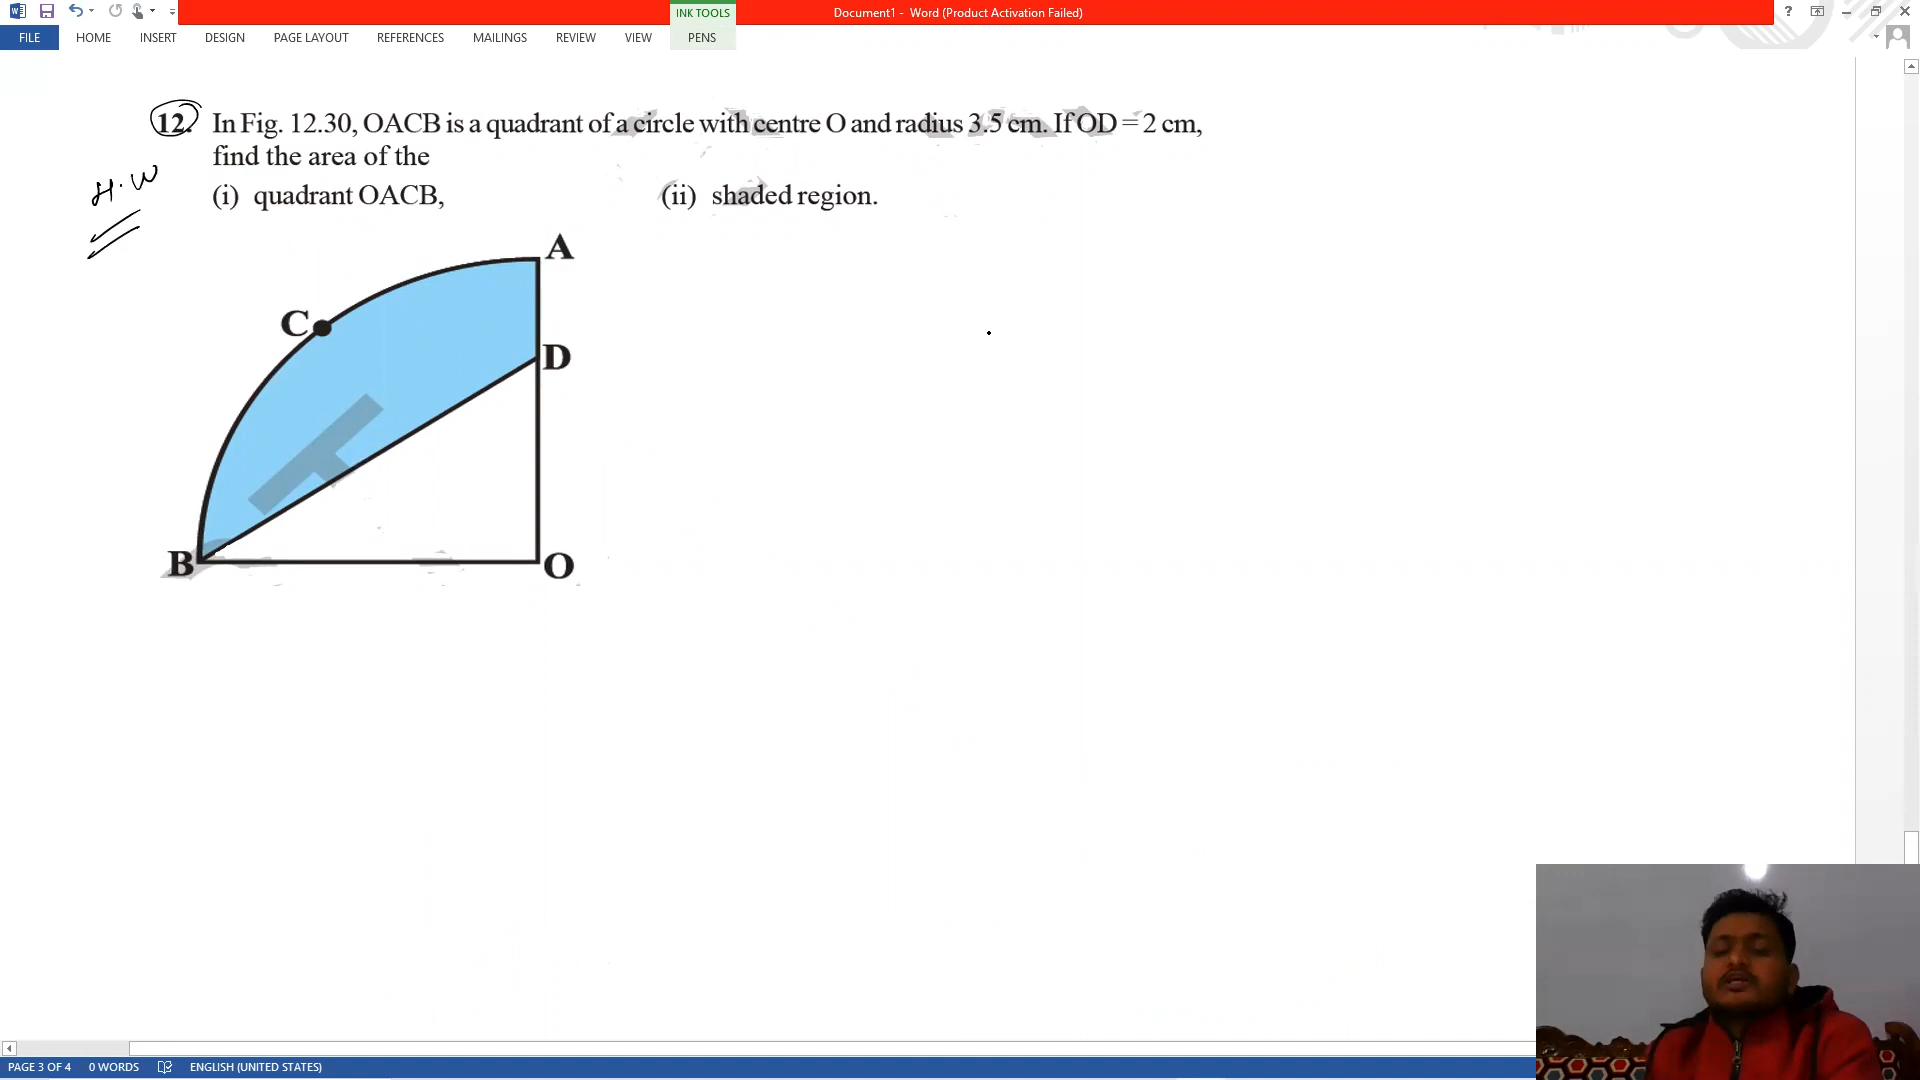 INK TOOLS
Document1 - Word (Product Activation Failed)
?
FILE HOME INSERT DESIGN PAGE LAYOUT REFERENCES MAILINGS REVIEW VIEW PENS
12. In Fig. 12.30, OACB is a quadrant of a circle with centre O and radius 3.5 cm. If OD = 2 cm,
find the area of the
H.W
(i) quadrant OACB, (ii) shaded region.
A
C
D
B
O
PAGE 3 OF 4 0 WORDS ENGLISH (UNITED STATES)